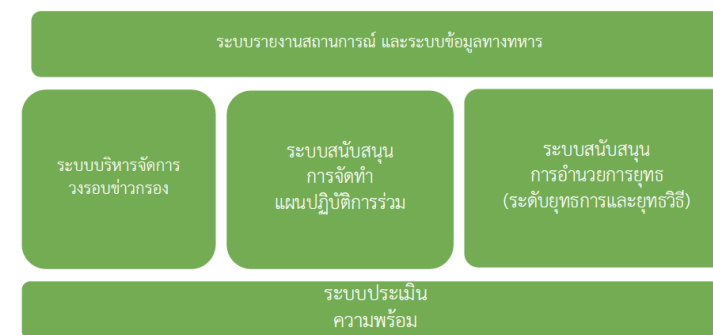 ระบบรายงานสถานการณ์ และระบบข้อมูลทางทหาร
ระบบบริหารจัดการ
วงรอบข่าวกรอง
ระบบสนับสนุน
การจัดทำ
แผนปฏิบัติการร่วม
ระบบสนับสนุน
การอำนวยการยุทธ
(ระดับยุทธการและยุทธวิธี)
ระบบประเมิน
ความพร้อม